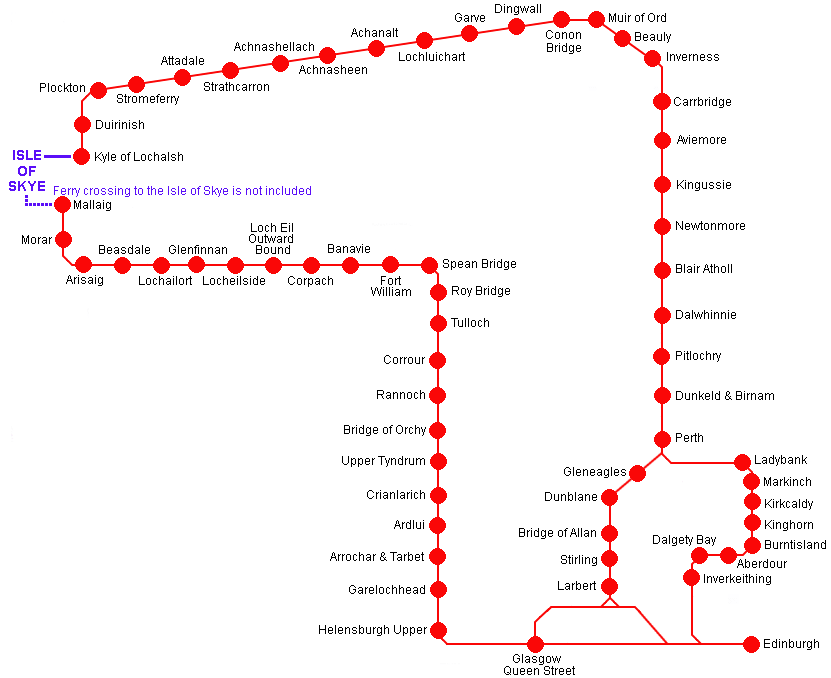 Dingwall
Garve
Muir of Ord
Achanalt
Conon
Bridge
Beauly
Achnashellach
Lochluichart
Inverness
Attadale
Achnasheen
Plockton
Strathcarron
Stromeferry
Carrbridge
Duirinish
Aviemore
ISLE
OF
SKYE
Kyle of Lochalsh
Ferry crossing to the Isle of Skye is not included
Kingussie
Mallaig
Newtonmore
Morar
Loch Eil
Outward
Bound
Beasdale
Glenfinnan
Banavie
Spean Bridge
Blair Atholl
Arisaig
Lochailort
Locheilside
Corpach
Fort
William
Roy Bridge
Dalwhinnie
Tulloch
Corrour
Pitlochry
Rannoch
Dunkeld & Birnam
Bridge of Orchy
Perth
Upper Tyndrum
Ladybank
Gleneagles
Markinch
Crianlarich
Dunblane
Kirkcaldy
Ardlui
Kinghorn
Bridge of Allan
Dalgety Bay
Burntisland
Arrochar & Tarbet
Stirling
Aberdour
Inverkeithing
Garelochhead
Larbert
Helensburgh Upper
Edinburgh
Glasgow
Queen Street